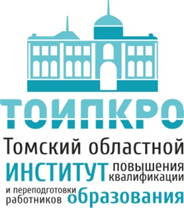 ТОИПКРО
Томский областной
ИНСТИТУТ повышения квалификации
и переподготовки работников образования